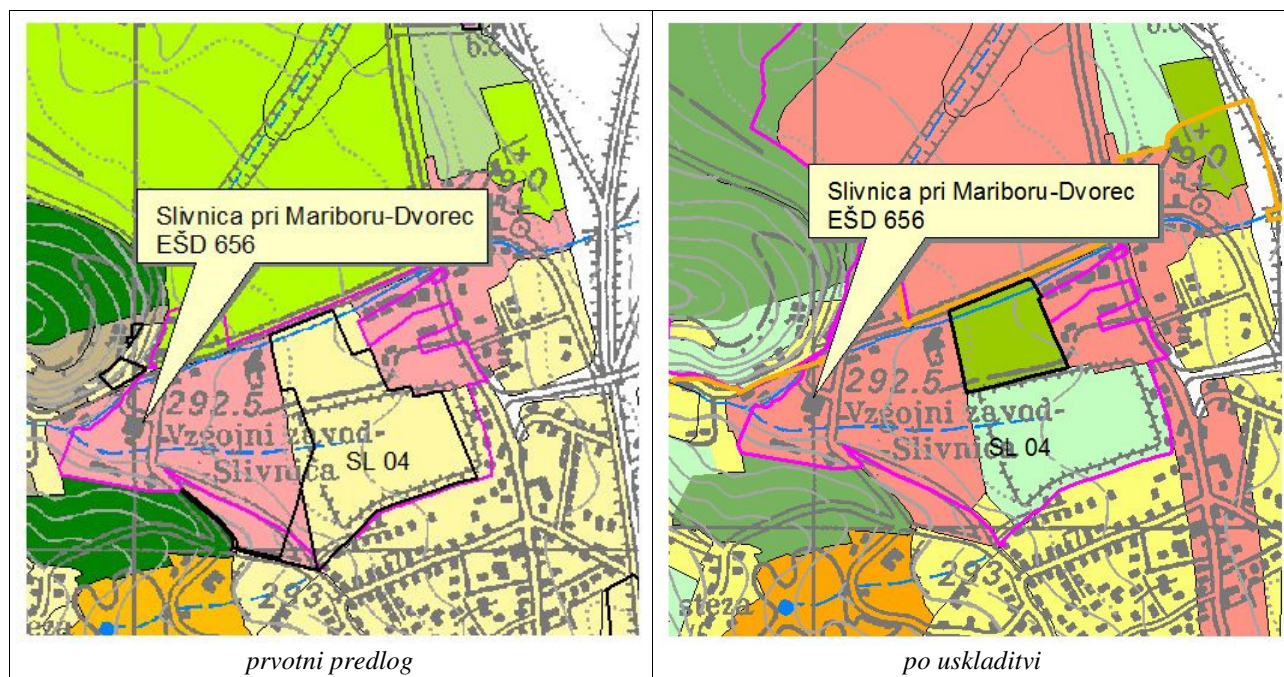 Slivnica pri Mariboru-Dvorec
EŠD 656
292.5
Vzgojni zavod-
Slivnica
SL 04
293
prvotni predlog
Slivnica pri Mariboru-Dvorec
EŠD 656
292.5
Vzgojni zavod-
Slivnica
SL 04
293
steza
po uskladitvi